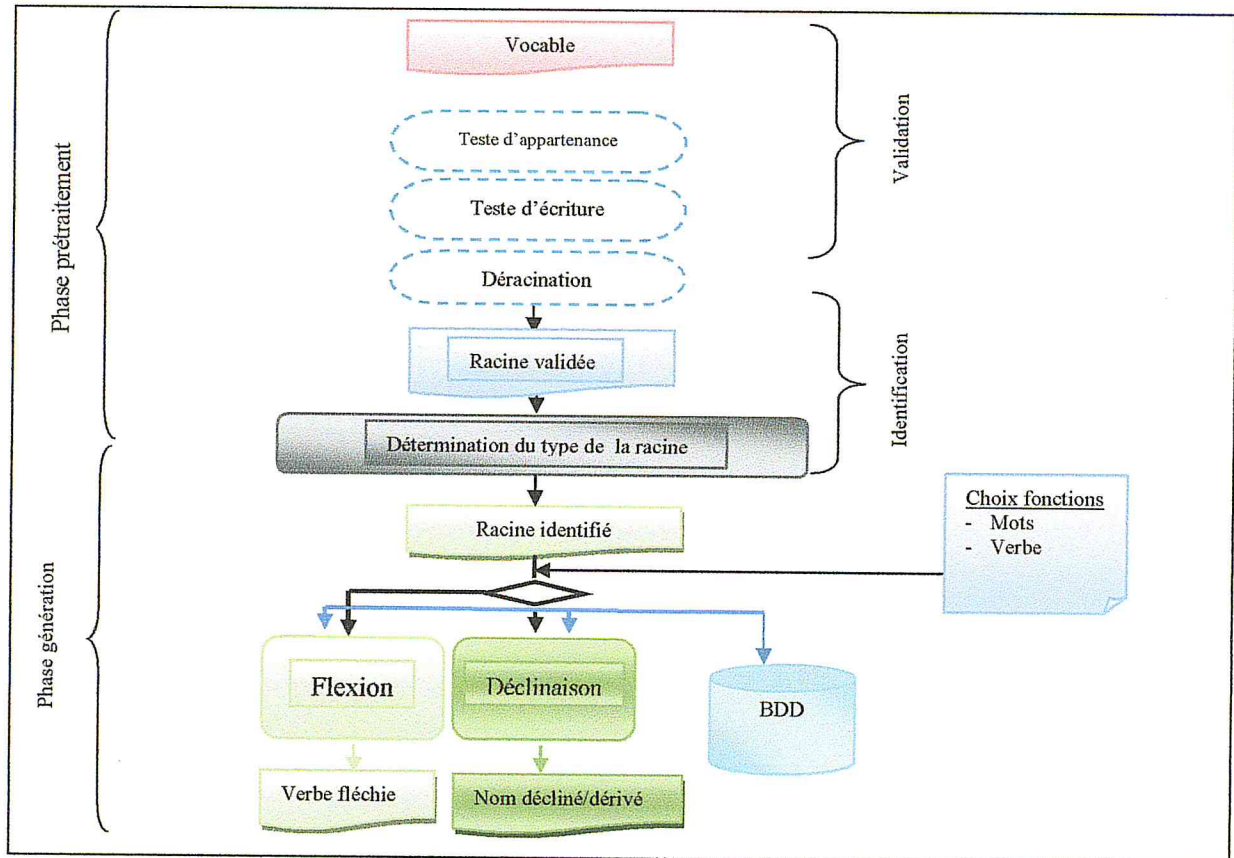 Vocable
Teste d'appartenance
Teste d'écriture
Déracination
Racine validée
Détermination du type de la racine
Racine identifié
Choix fonctions
- Mots
- Verbe
Flexion
Déclinaison
BDD
Verbe fléchie
Nom décliné/dérivé
Phase prétraitement
Phase génération
Validation
Identification